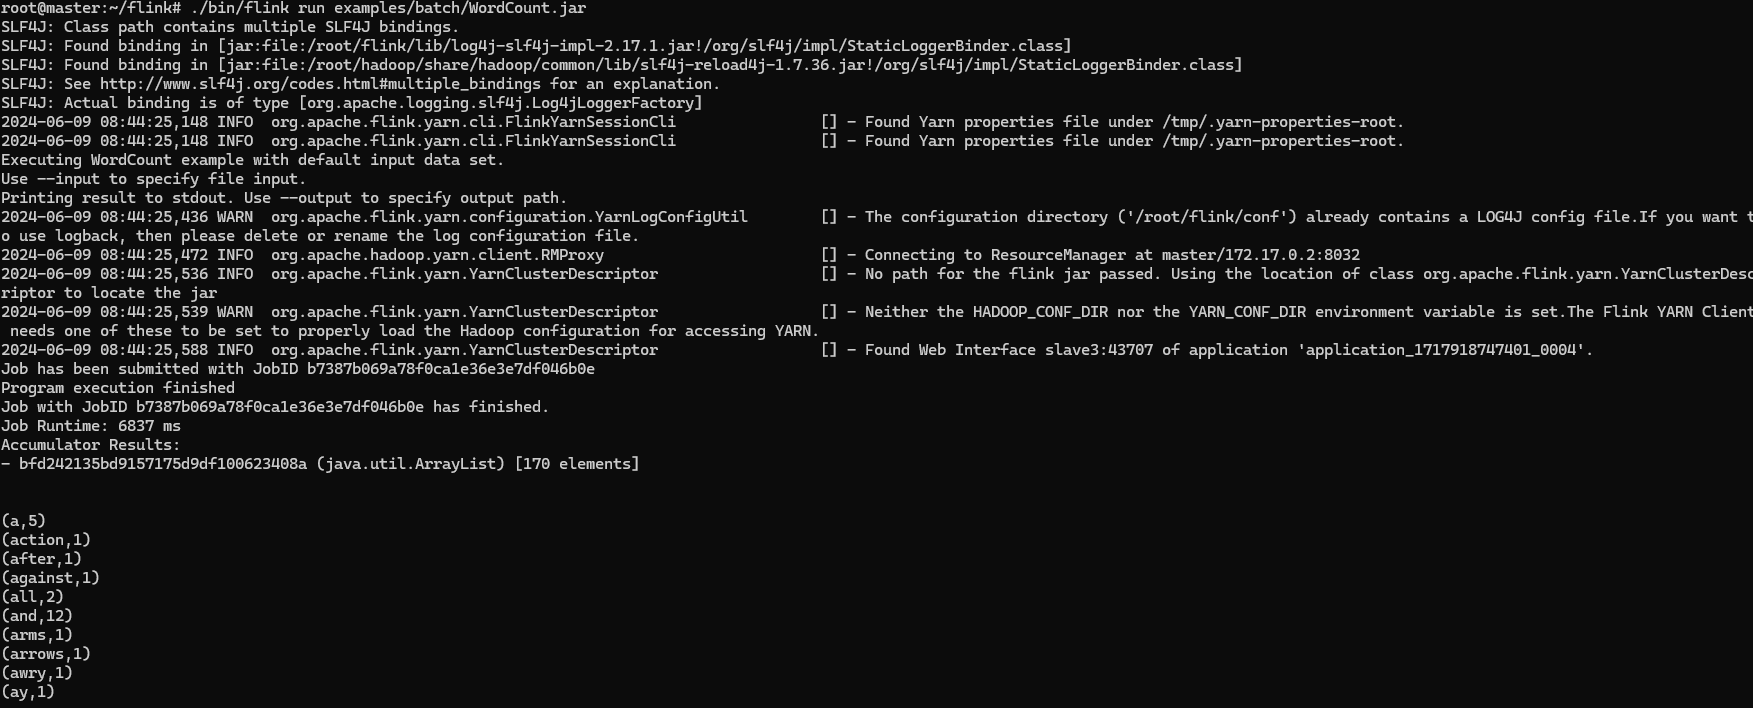 root@master:~/flink# ./bin/flink run examples/batch/WordCount.jar
SLF4J: Class path contains multiple SLF4J bindings.
SLF4J: Found binding in [jar:file:/root/flink/lib/log4j-slf4j-impl-2.17.1.jar!/org/slf4j/impl/StaticLoggerBinder.class]
SLF4J: Found binding in [jar:file:/root/hadoop/share/hadoop/common/lib/slf4j-reload4j-1.7.36.jar!/org/slf4j/impl/StaticLoggerBinder.class]
SLF4J: See http://www.slf4j.org/codes.html#multiple_bindings for an explanation.
SLF4J: Actual binding is of type [org.apache.logging.slf4j.Log4jLoggerFactory]
2024-06-09 08:44:25,148 INFO  org.apache.flink.yarn.cli.FlinkYarnSessionCli                [] - Found Yarn properties file under /tmp/.yarn-properties-root.
2024-06-09 08:44:25,148 INFO  org.apache.flink.yarn.cli.FlinkYarnSessionCli                [] - Found Yarn properties file under /tmp/.yarn-properties-root.
Executing WordCount example with default input data set.
Use --input to specify file input.
Printing result to stdout. Use --output to specify output path.
2024-06-09 08:44:25,436 WARN  org.apache.flink.yarn.configuration.YarnLogConfigUtil        [] - The configuration directory ('/root/flink/conf') already contains a LOG4J config file.If you want t
o use logback, then please delete or rename the log configuration file.
2024-06-09 08:44:25,472 INFO  org.apache.hadoop.yarn.client.RMProxy                        [] - Connecting to ResourceManager at master/172.17.0.2:8032
2024-06-09 08:44:25,536 INFO  org.apache.flink.yarn.YarnClusterDescriptor                  [] - No path for the flink jar passed. Using the location of class org.apache.flink.yarn.YarnClusterDesc
riptor to locate the jar
2024-06-09 08:44:25,539 WARN  org.apache.flink.yarn.YarnClusterDescriptor                  [] - Neither the HADOOP_CONF_DIR nor the YARN_CONF_DIR environment variable is set.The Flink YARN Client
 needs one of these to be set to properly load the Hadoop configuration for accessing YARN.
2024-06-09 08:44:25,588 INFO  org.apache.flink.yarn.YarnClusterDescriptor                  [] - Found Web Interface slave3:43707 of application 'application_1717918747401_0004'.
Job has been submitted with JobID b7387b069a78f0ca1e36e3e7df046b0e
Program execution finished
Job with JobID b7387b069a78f0ca1e36e3e7df046b0e has finished.
Job Runtime: 6837 ms
Accumulator Results:
- bfd242135bd9157175d9df100623408a (java.util.ArrayList) [170 elements]
(a,5)
(action,1)
(after,1)
(against,1)
(all,2)
(and,12)
(arms,1)
(arrows,1)
(awry,1)
(ay,1)